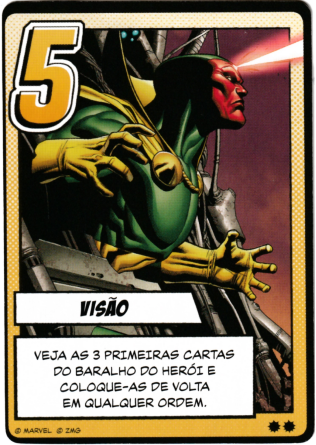 5
VISÃO
VEJA AS 3 PRIMEIRAS CARTAS
DO BARALHO DO HERÓI E
COLOQUE-AS DE VOLTA
EM QUALQUER ORDEM.
© MARVEL © ZMG